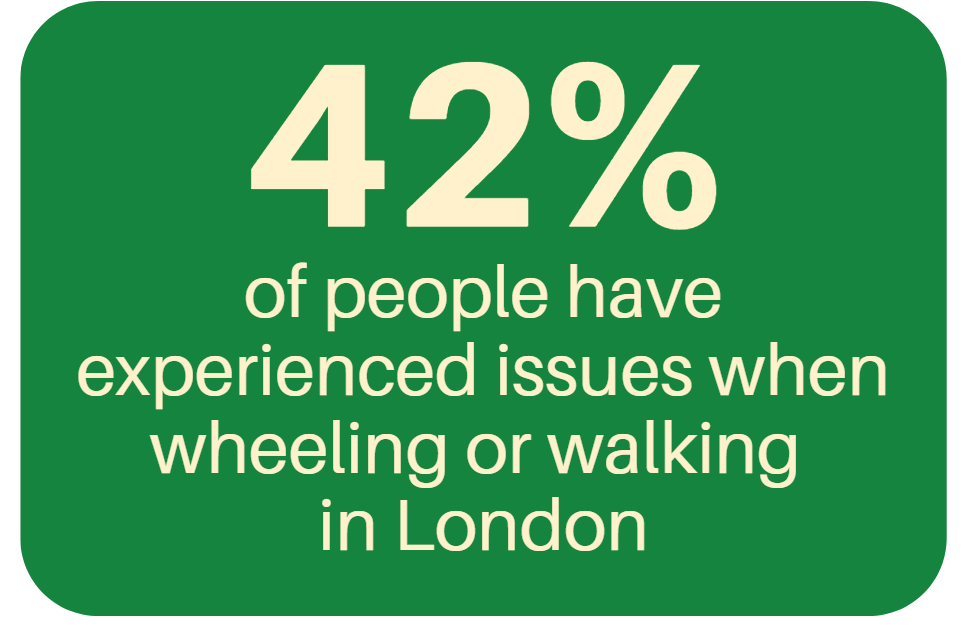 42%
of people have
experienced issues when
wheeling or walking
in London